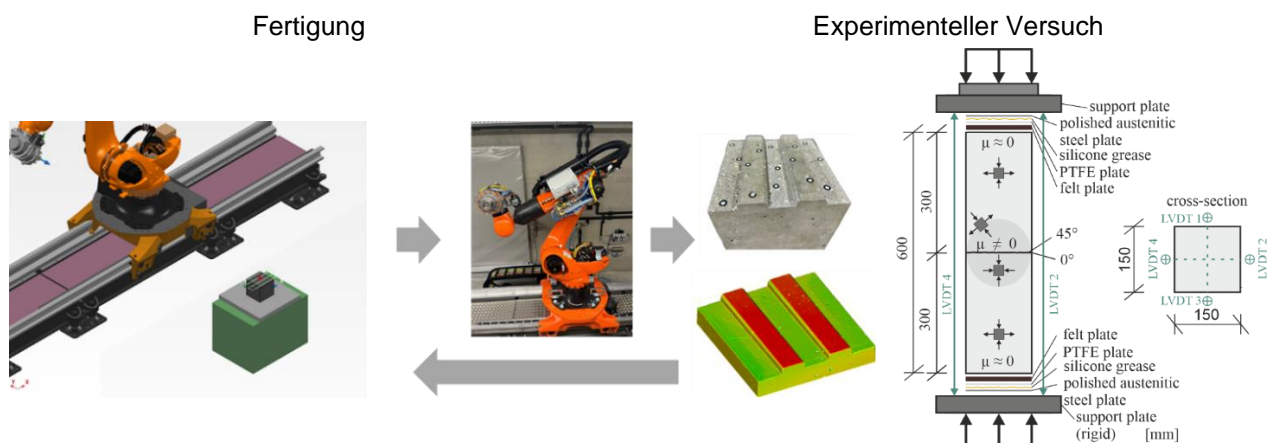 Fertigung
Experimenteller Versuch
support plate
polished austenitic
steel plate
silicone grease
PTFE plate
felt plate
μ ≈ 0
300
600
45°
μ ≠ 0
0°
LVDT 4
LVDT 2
300
μ ≈ 0
felt plate
PTFE plate
silicone grease
polished austenitic
steel plate
support plate
(rigid)
[mm]
cross-section
LVDT 1
LVDT 4
150
LVDT 2
LVDT 3
150